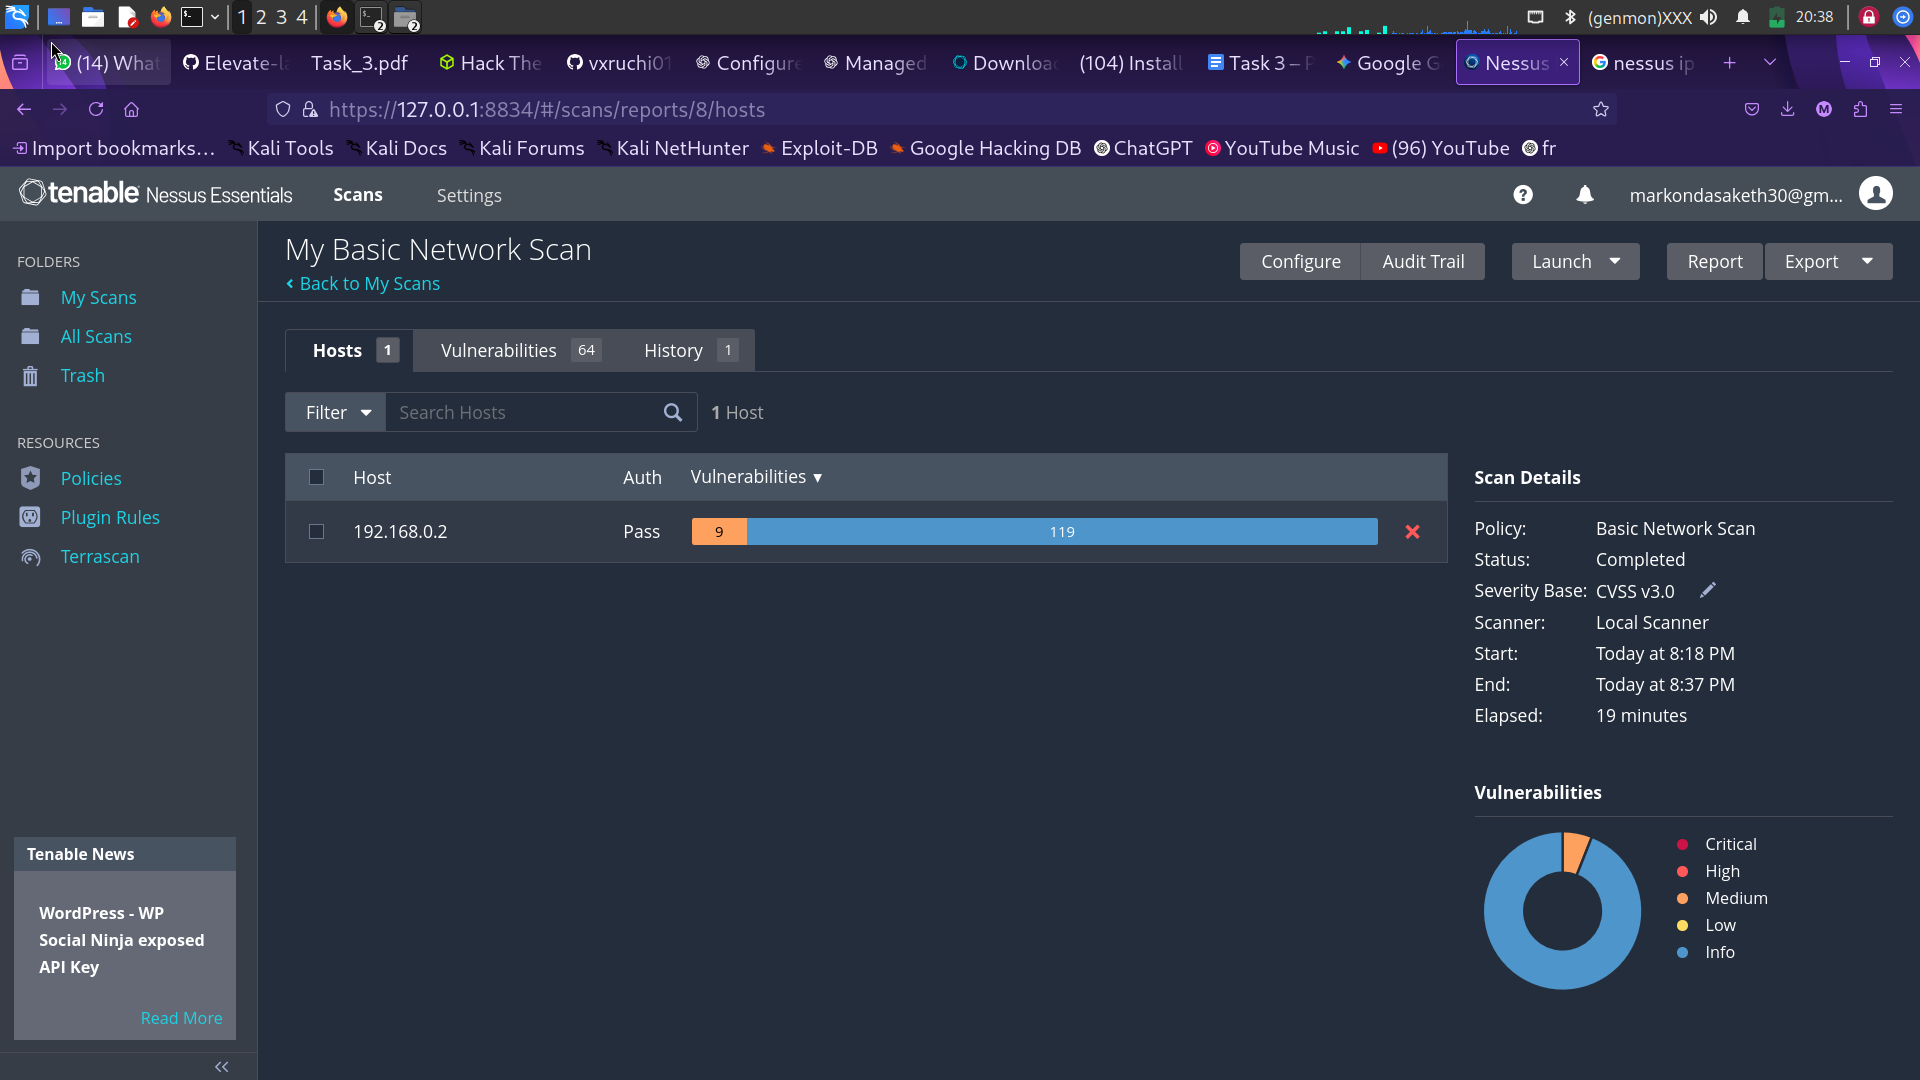 1 2 3 4 2 2 (genmon)XXX 20:38
(14) What Elevate-la Task_3.pdf Hack The vxruchi01 Configure Managed Downloa (104) Install Task 3 – P Google G Nessus nessus ip
https://127.0.0.1:8834/#/scans/reports/8/hosts M
Import bookmarks... Kali Tools Kali Docs Kali Forums Kali NetHunter Exploit-DB Google Hacking DB ChatGPT YouTube Music (96) YouTube fr
tenable Nessus Essentials Scans Settings markondasaketh30@gm...
FOLDERS
My Scans
All Scans
Trash
RESOURCES
Policies
Plugin Rules
Terrascan
Tenable News
WordPress - WP
Social Ninja exposed
API Key
Read More
My Basic Network Scan
Back to My Scans
Configure Audit Trail Launch Report Export
Hosts 1 Vulnerabilities 64 History 1
Filter Search Hosts 1 Host
Host Auth Vulnerabilities
192.168.0.2 Pass 9 119
Scan Details
Policy: Basic Network Scan
Status: Completed
Severity Base: CVSS v3.0
Scanner: Local Scanner
Start: Today at 8:18 PM
End: Today at 8:37 PM
Elapsed: 19 minutes
Vulnerabilities
Critical
High
Medium
Low
Info